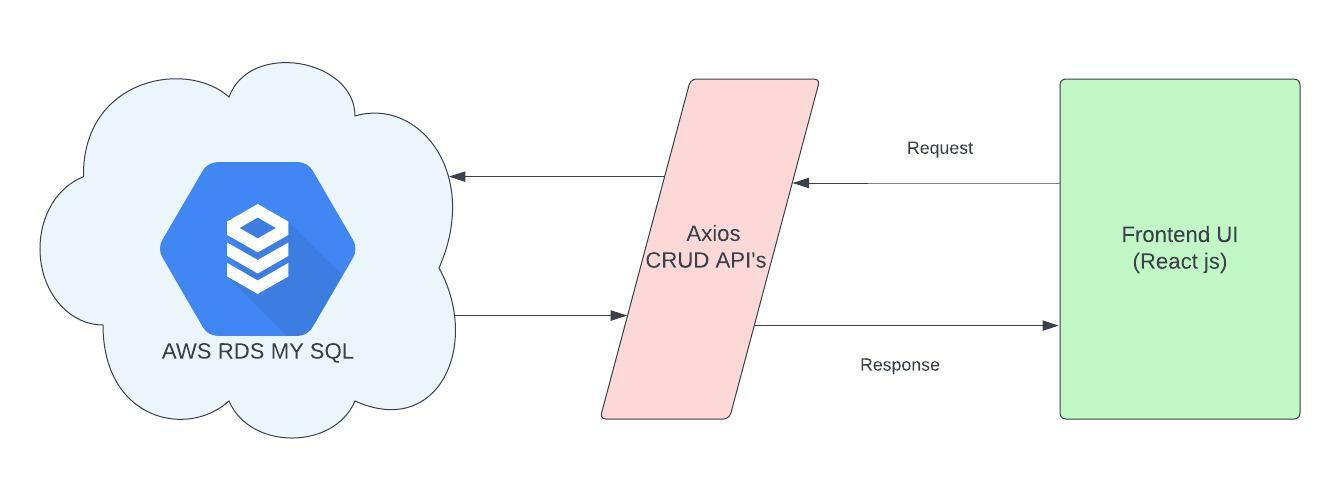 AWS RDS MY SQL
Axios
CRUD API's
Request
Response
Frontend UI
(React js)